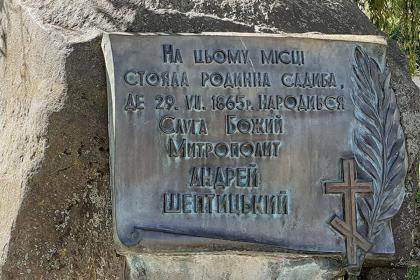 На цьому місці
стояла родинна садиба,
де 29. VII. 1865р. народився
Слуга Божий
Митрополит
Андрей
Шептицький